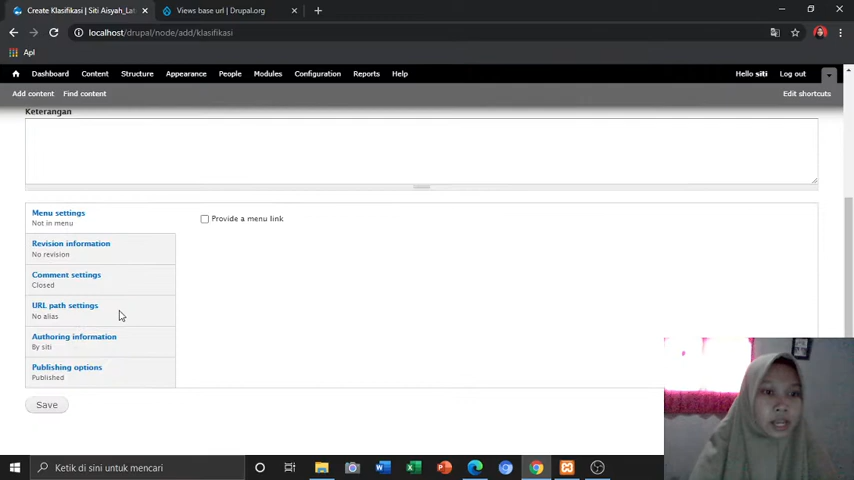 Create Klasifikasi | Siti Aisyah_Lat
Views base url | Drupal.org
localhost/drupal/node/add/klasifikasi
Apl
Dashboard Content Structure Appearance People Modules Configuration Reports Help Hello siti Log out
Add content Find content Edit shortcuts
Keterangan
Menu settings
Not in menu
Provide a menu link
Revision information
No revision
Comment settings
Closed
URL path settings
No alias
Authoring information
By siti
Publishing options
Published
Save
Ketik di sini untuk mencari